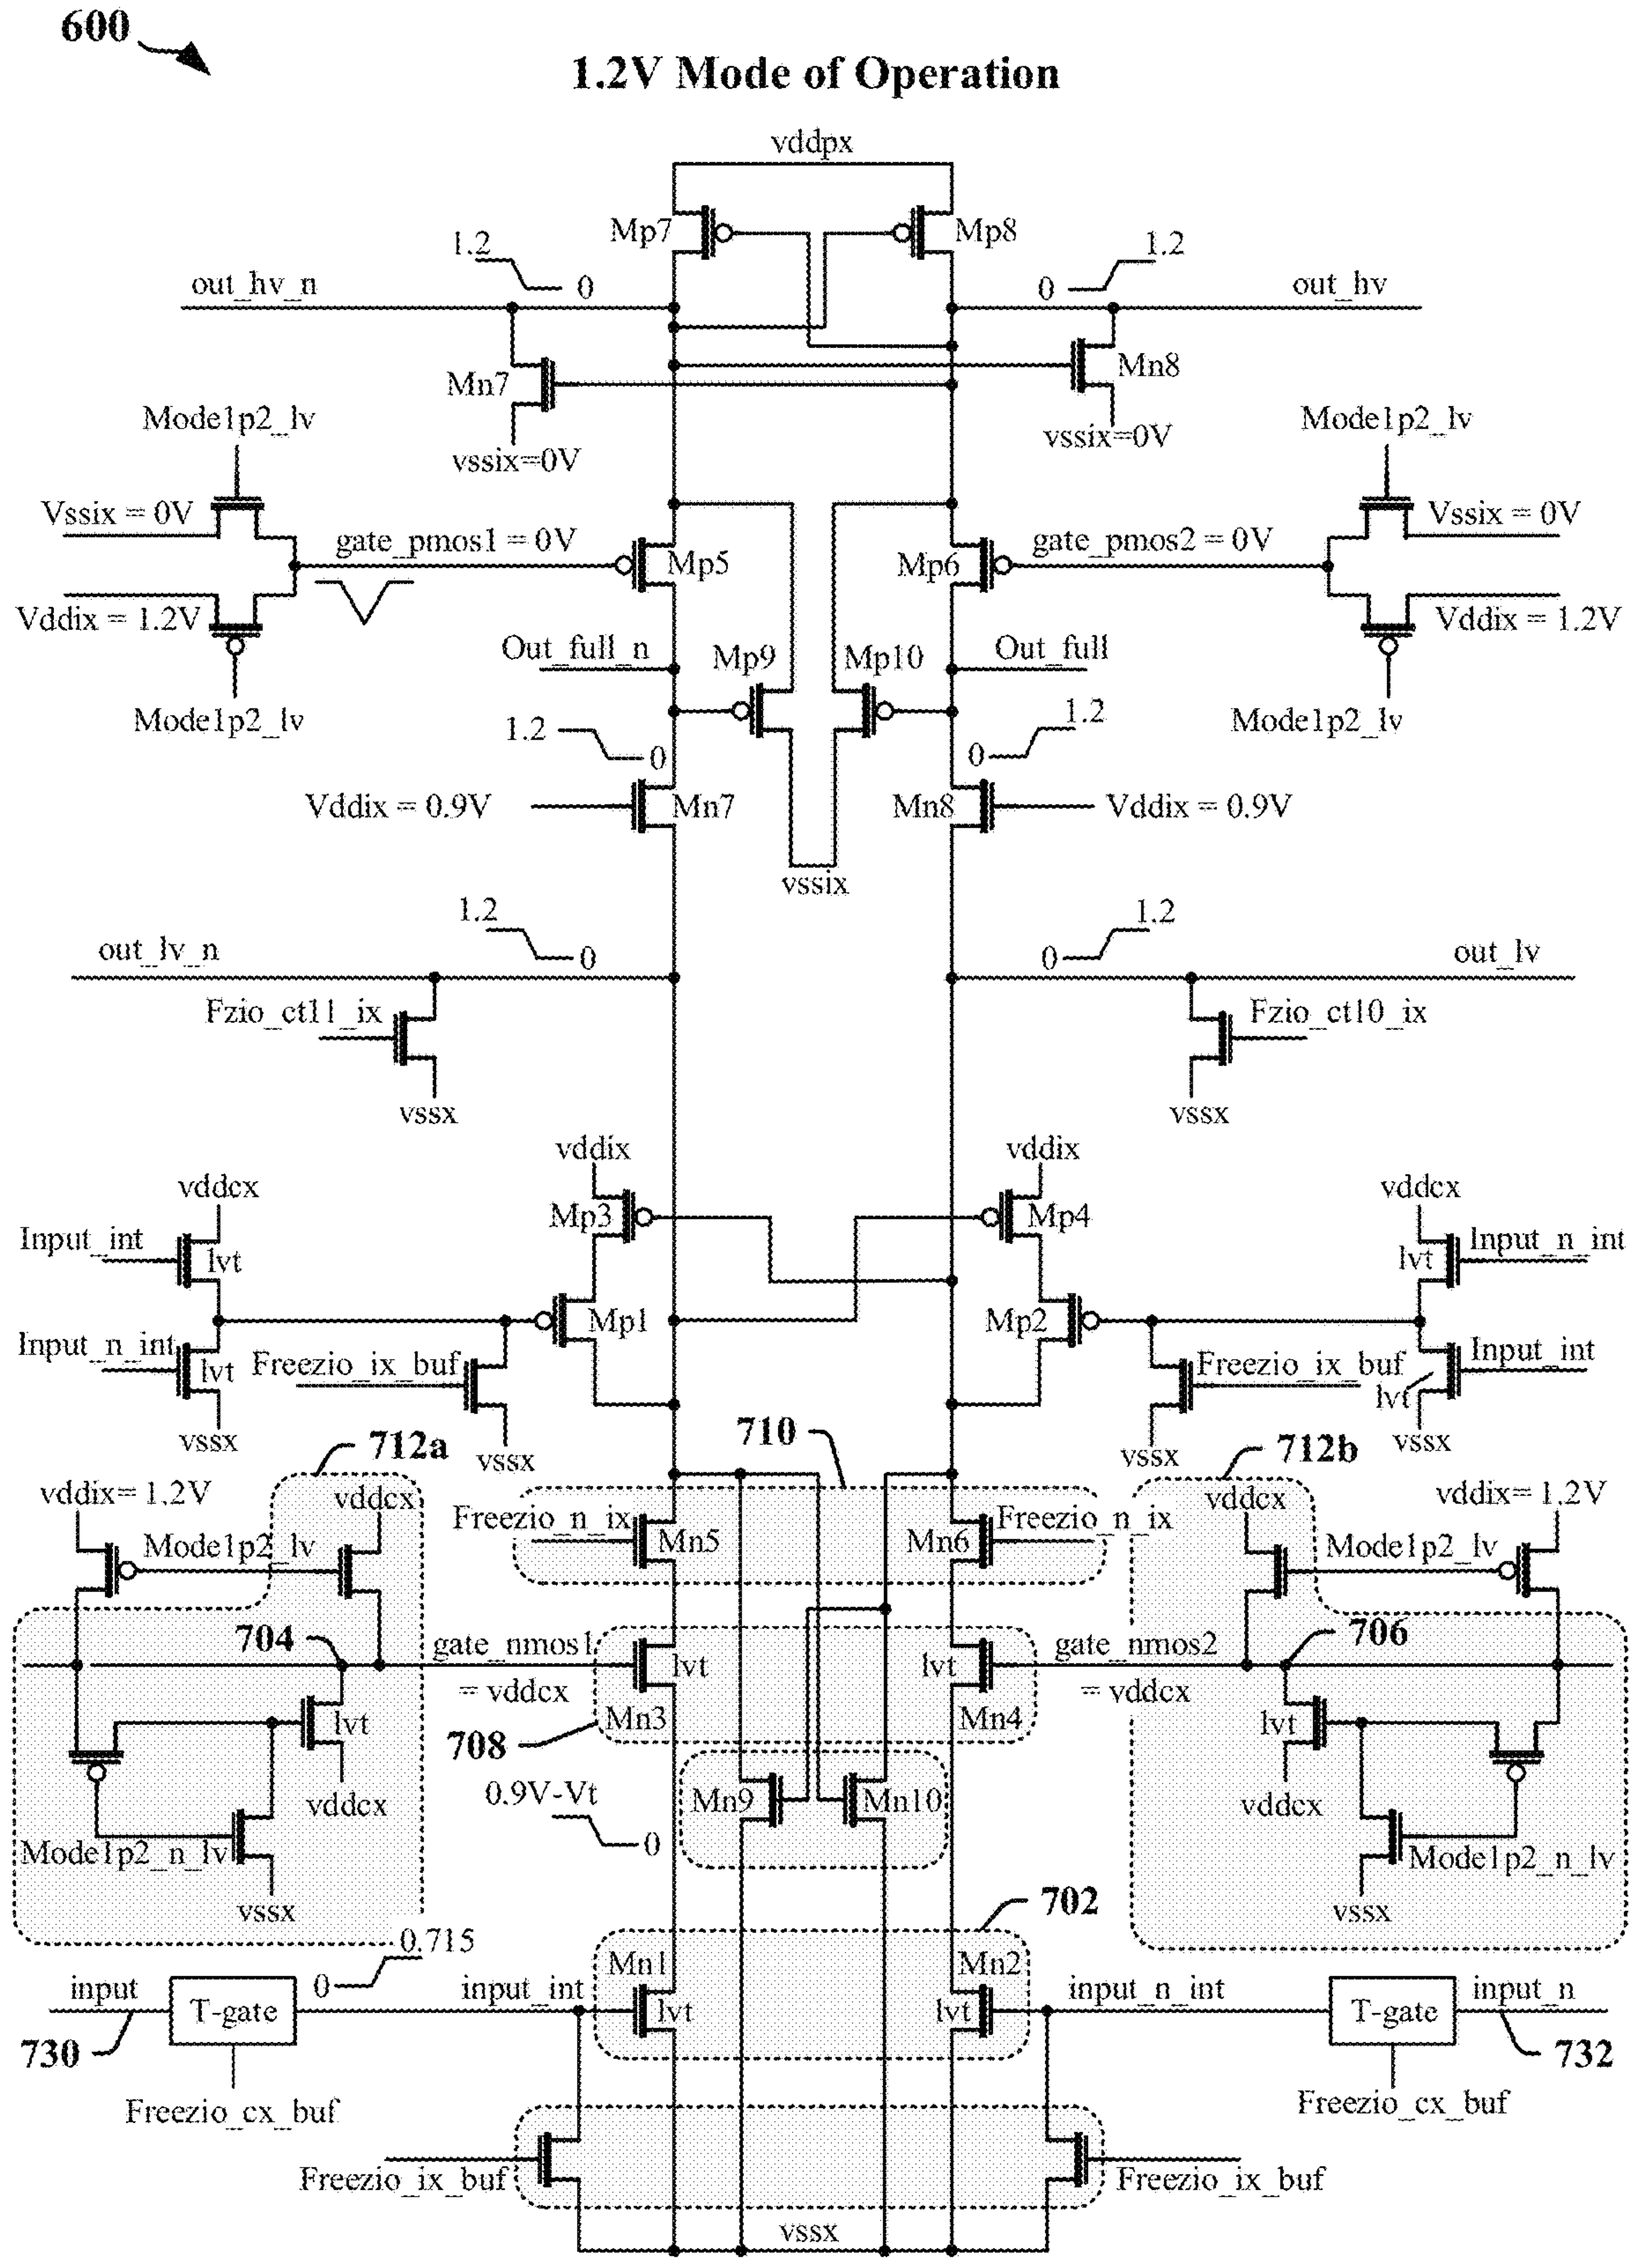 600
1.2V Mode of Operation
vddpx
Mp7
Mp8
1.2
0
0
1.2
out_hv_n
out_hv
Mn7
Mn8
vssix=0V
vssix=0V
Mode1p2_lv
Mode1p2_lv
Vssix = 0V
Vssix = 0V
gate_pmos1 = 0V
Mp5
Mp6
gate_pmos2 = 0V
Vddix = 1.2V
Vddix = 1.2V
Out_full_n
Mp9
Mp10
Out_full
Mode1p2_lv
Mode1p2_lv
1.2
0
0
1.2
Vddix = 0.9V
Mn7
Mn8
Vddix = 0.9V
vssix
1.2
0
0
1.2
out_lv_n
out_lv
Fzio_ct11_ix
Fzio_ct10_ix
vssx
vssx
vddix
vddix
vddcx
vddcx
Mp3
Mp4
Input_int
lvt
lvt
Input_n_int
Mp1
Mp2
Input_n_int
lvt
Freezio_ix_buf
Freezio_ix_buf
lvt
Input_int
vssx
vssx
vssx
vssx
712a
710
712b
vddix= 1.2V
vddcx
vddcx
vddix= 1.2V
Freezio_n_ix
Mn5
Mn6
Freezio_n_ix
Mode1p2_lv
Mode1p2_lv
704
gate_nmos1
gate_nmos2
706
= vddcx
lvt
lvt
= vddcx
Mn3
Mn4
708
lvt
lvt
vddcx
vddcx
0.9V-Vt
0
Mn9
Mn10
Mode1p2_n_lv
Mode1p2_n_lv
vssx
vssx
702
0
0.715
Mn1
Mn2
input
T-gate
input_int
lvt
lvt
input_n_int
T-gate
input_n
730
732
Freezio_cx_buf
Freezio_cx_buf
Freezio_ix_buf
Freezio_ix_buf
vssx